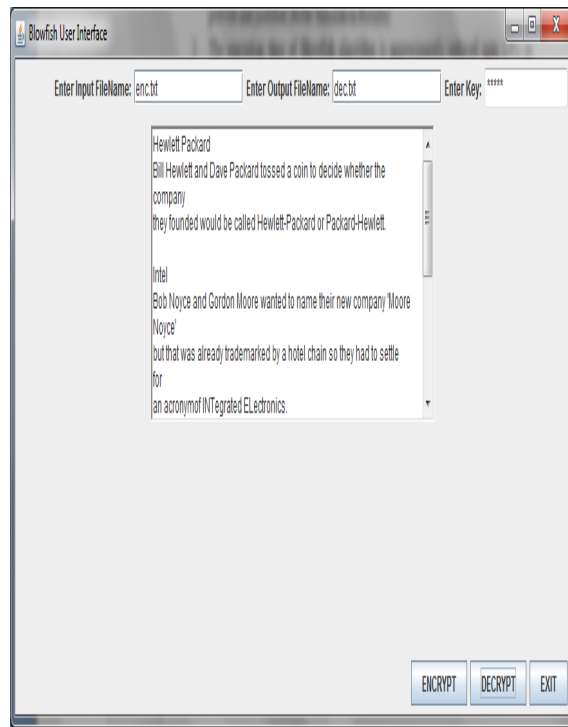 Blowfish User Interface
Enter Input FileName: enc.txt Enter Output FileName: dec.txt Enter Key: *****
Hewlett Packard
Bill Hewlett and Dave Packard tossed a coin to decide whether the
company
they founded would be called Hewlett-Packard or Packard-Hewlett.
Intel
Bob Noyce and Gordon Moore wanted to name their new company 'Moore
Noyce'
but that was already trademarked by a hotel chain so they had to settle
for
an acronymof INTegrated ELectronics.
ENCRYPT DECRYPT EXIT